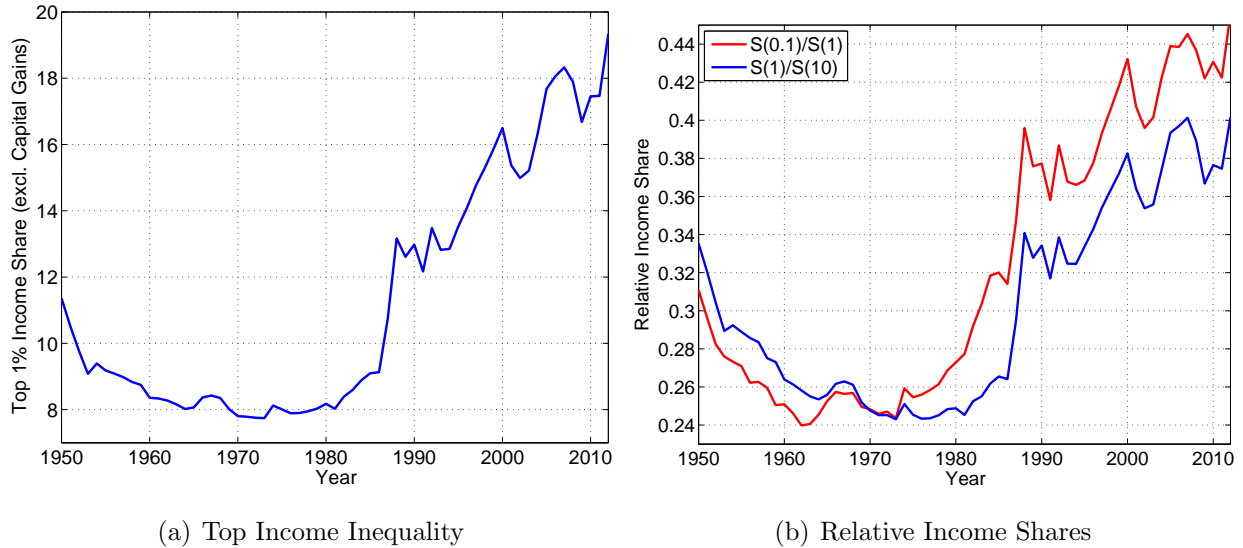 20
18
16
14
12
10
8
1950 1960 1970 1980 1990 2000 2010
Year
Top 1% Income Share (excl. Capital Gains)
(a) Top Income Inequality
S(0.1)/S(1)
S(1)/S(10)
0.44
0.42
0.4
0.38
0.36
0.34
0.32
0.3
0.28
0.26
0.24
1950 1960 1970 1980 1990 2000 2010
Year
Relative Income Share
(b) Relative Income Shares